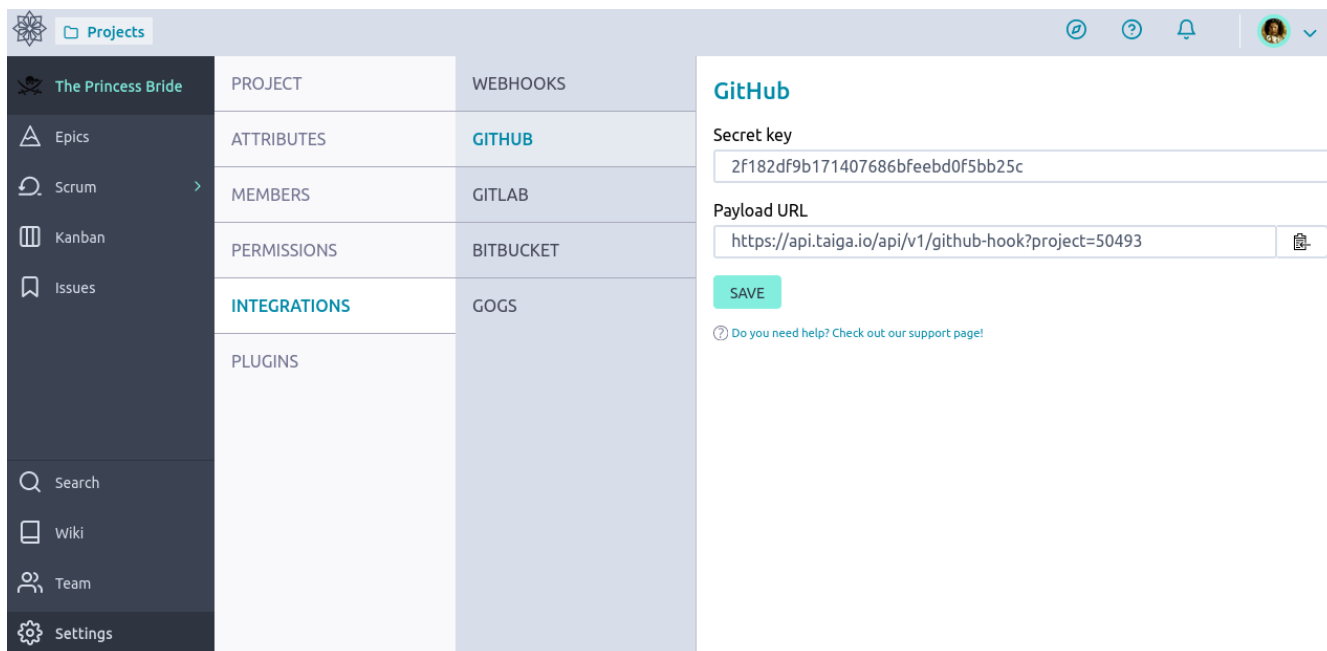 Projects
The Princess Bride
Epics
Scrum
Kanban
Issues
Search
Wiki
Team
Settings
PROJECT
ATTRIBUTES
MEMBERS
PERMISSIONS
INTEGRATIONS
PLUGINS
WEBHOOKS
GITHUB
GITLAB
BITBUCKET
GOGS
GitHub
Secret key
2f182df9b171407686bfeebd0f5bb25c
Payload URL
https://api.taiga.io/api/v1/github-hook?project=50493
SAVE
Do you need help? Check out our support page!